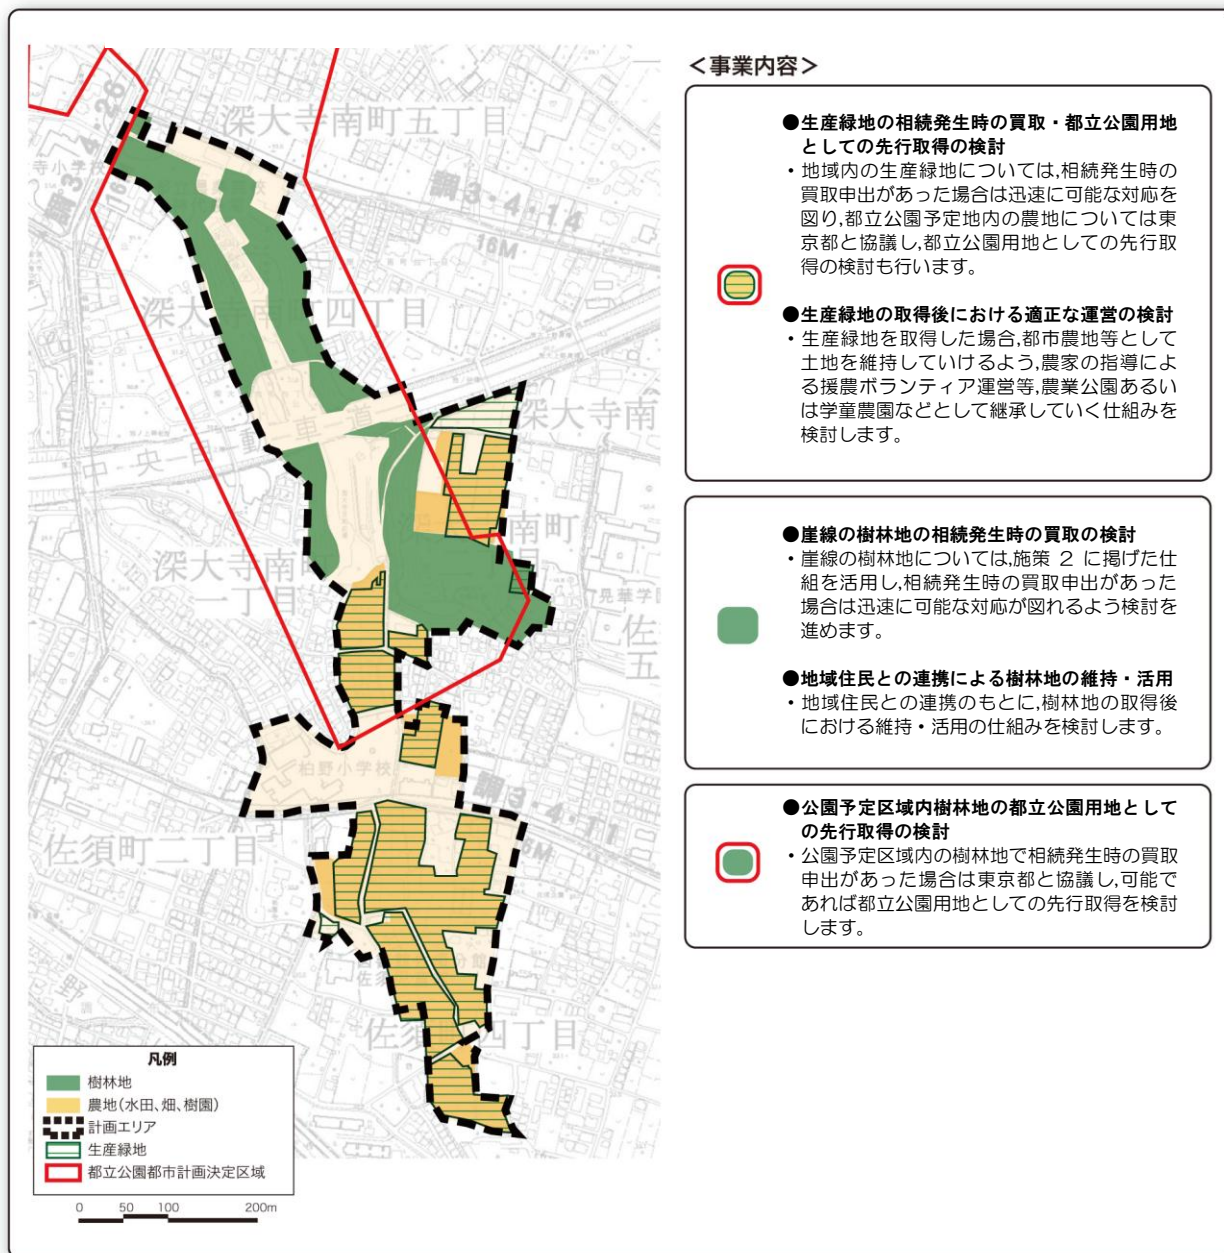 <事業内容>
●生産緑地の相続発生時の買取・都立公園用地
としての先行取得の検討
・地域内の生産緑地については,相続発生時の
買取申出があった場合は迅速に可能な対応を
図り,都立公園予定地内の農地については東
京都と協議し,都立公園用地としての先行取
得の検討も行います。
●生産緑地の取得後における適正な運営の検討
・生産緑地を取得した場合,都市農地等として
土地を維持していけるよう,農家の指導によ
る援農ボランティア運営等,農業公園あるい
は学童農園などとして継承していく仕組みを
検討します。
●崖線の樹林地の相続発生時の買取の検討
・崖線の樹林地については,施策 2 に掲げた仕
組を活用し,相続発生時の買取申出があった
場合は迅速に可能な対応が図れるよう検討を
進めます。
●地域住民との連携による樹林地の維持・活用
・地域住民との連携のもとに,樹林地の取得後
における維持・活用の仕組みを検討します。
●公園予定区域内樹林地の都立公園用地として
の先行取得の検討
・公園予定区域内の樹林地で相続発生時の買取
申出があった場合は東京都と協議し,可能で
あれば都立公園用地としての先行取得を検討
します。
深大寺南町五丁目
調3・4・14
16M
深大寺南町四丁目
中央自動車道
深大寺南
南町
深大寺南
一丁目
晃華学園
佐
五
柏野小学校
調3・4・11
佐須町二丁目
佐須
四丁目
野
凡例
樹林地
農地(水田、畑、樹園)
計画エリア
生産緑地
都立公園都市計画決定区域
0 50 100 200m